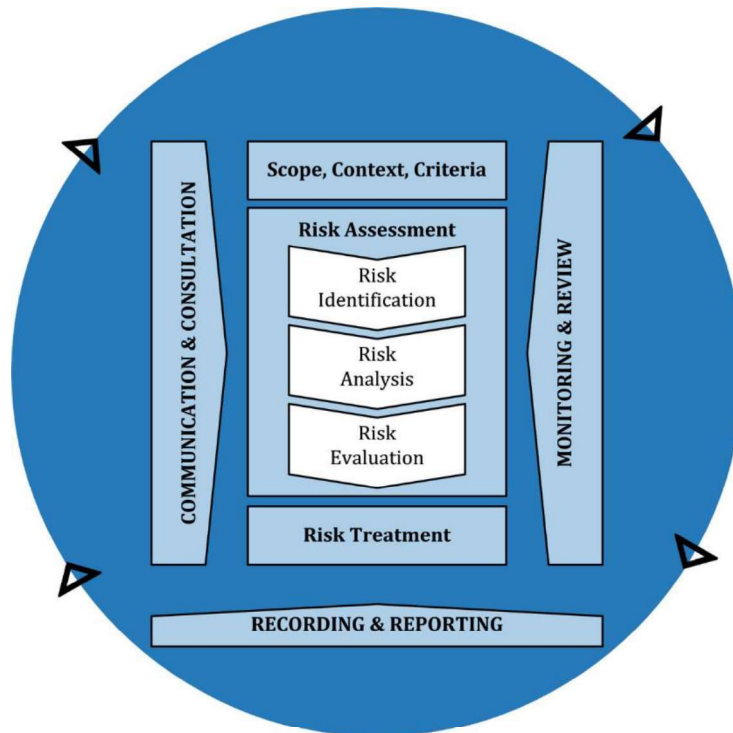 Scope, Context, Criteria
Risk Assessment
Risk
Identification
Risk
Analysis
Risk
Evaluation
Risk Treatment
COMMUNICATION & CONSULTATION
MONITORING & REVIEW
RECORDING & REPORTING